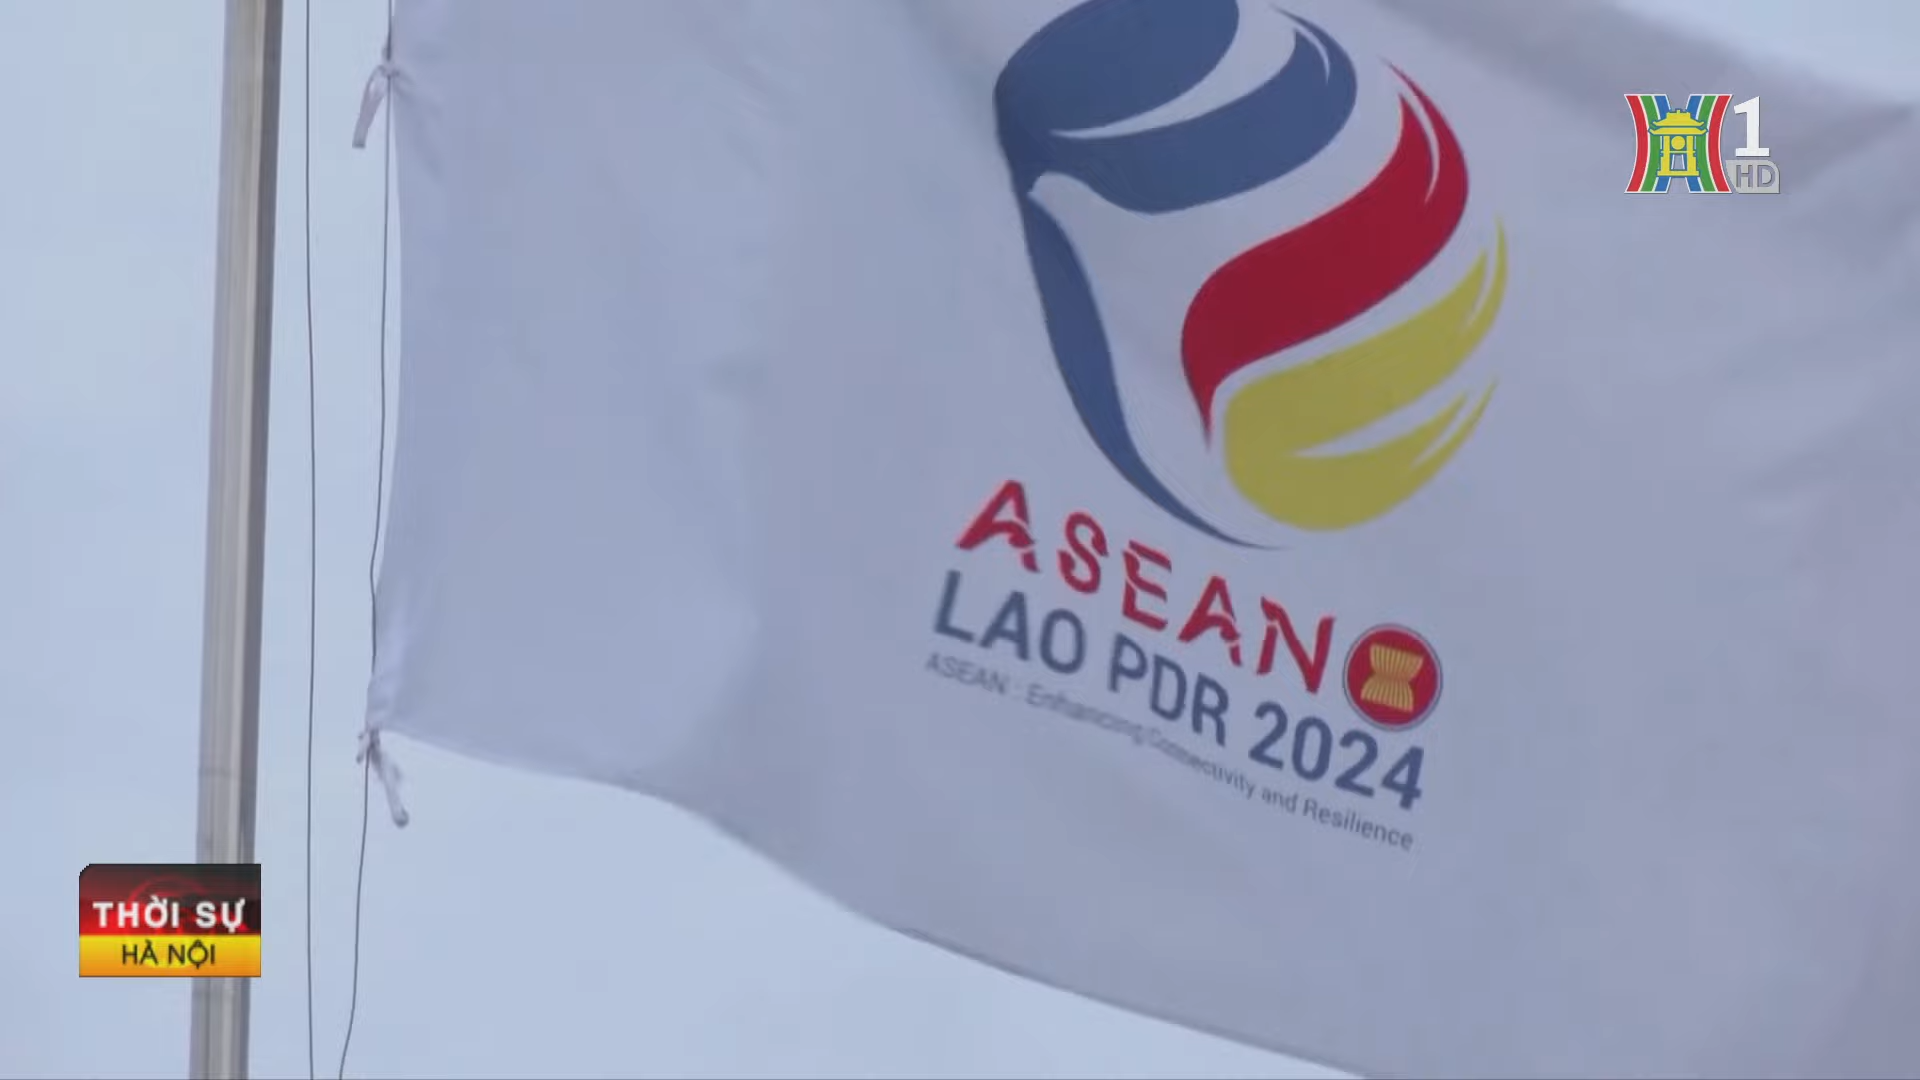 1
HD
ASEAN
LAO PDR 2024
ASEAN : Enhancing Connectivity and Resilience
THỜI SỰ
HÀ NỘI